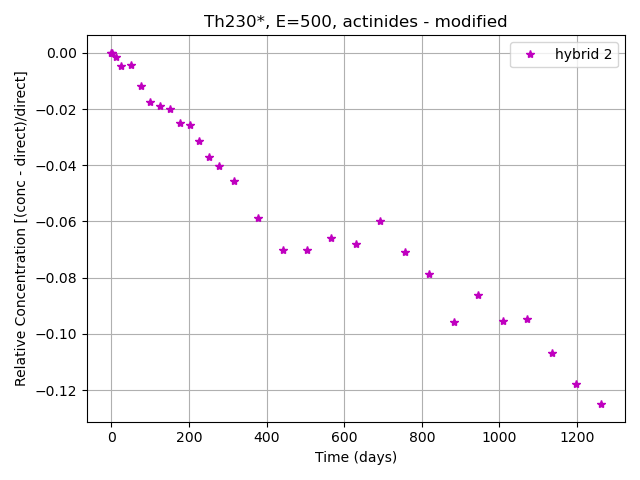 Th230*, E=500, actinides - modified
hybrid 2
Relative Concentration [(conc - direct)/direct]
0.00
−0.02
−0.04
−0.06
−0.08
−0.10
−0.12
0 200 400 600 800 1000 1200
Time (days)